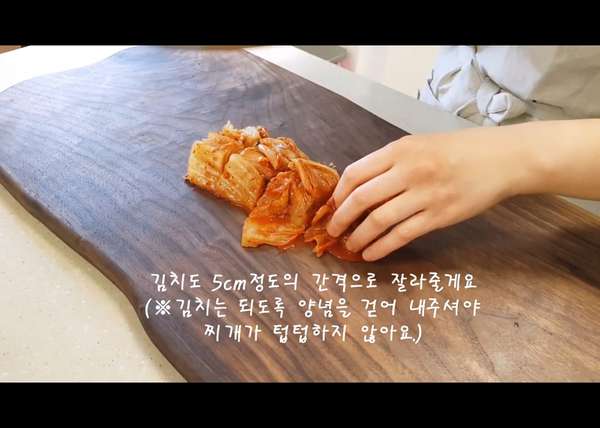 김치도 5cm정도의 간격으로 잘라줄게요
(※김치는 되도록 양념을 걷어 내주셔야
찌개가 텁텁하지 않아요.)